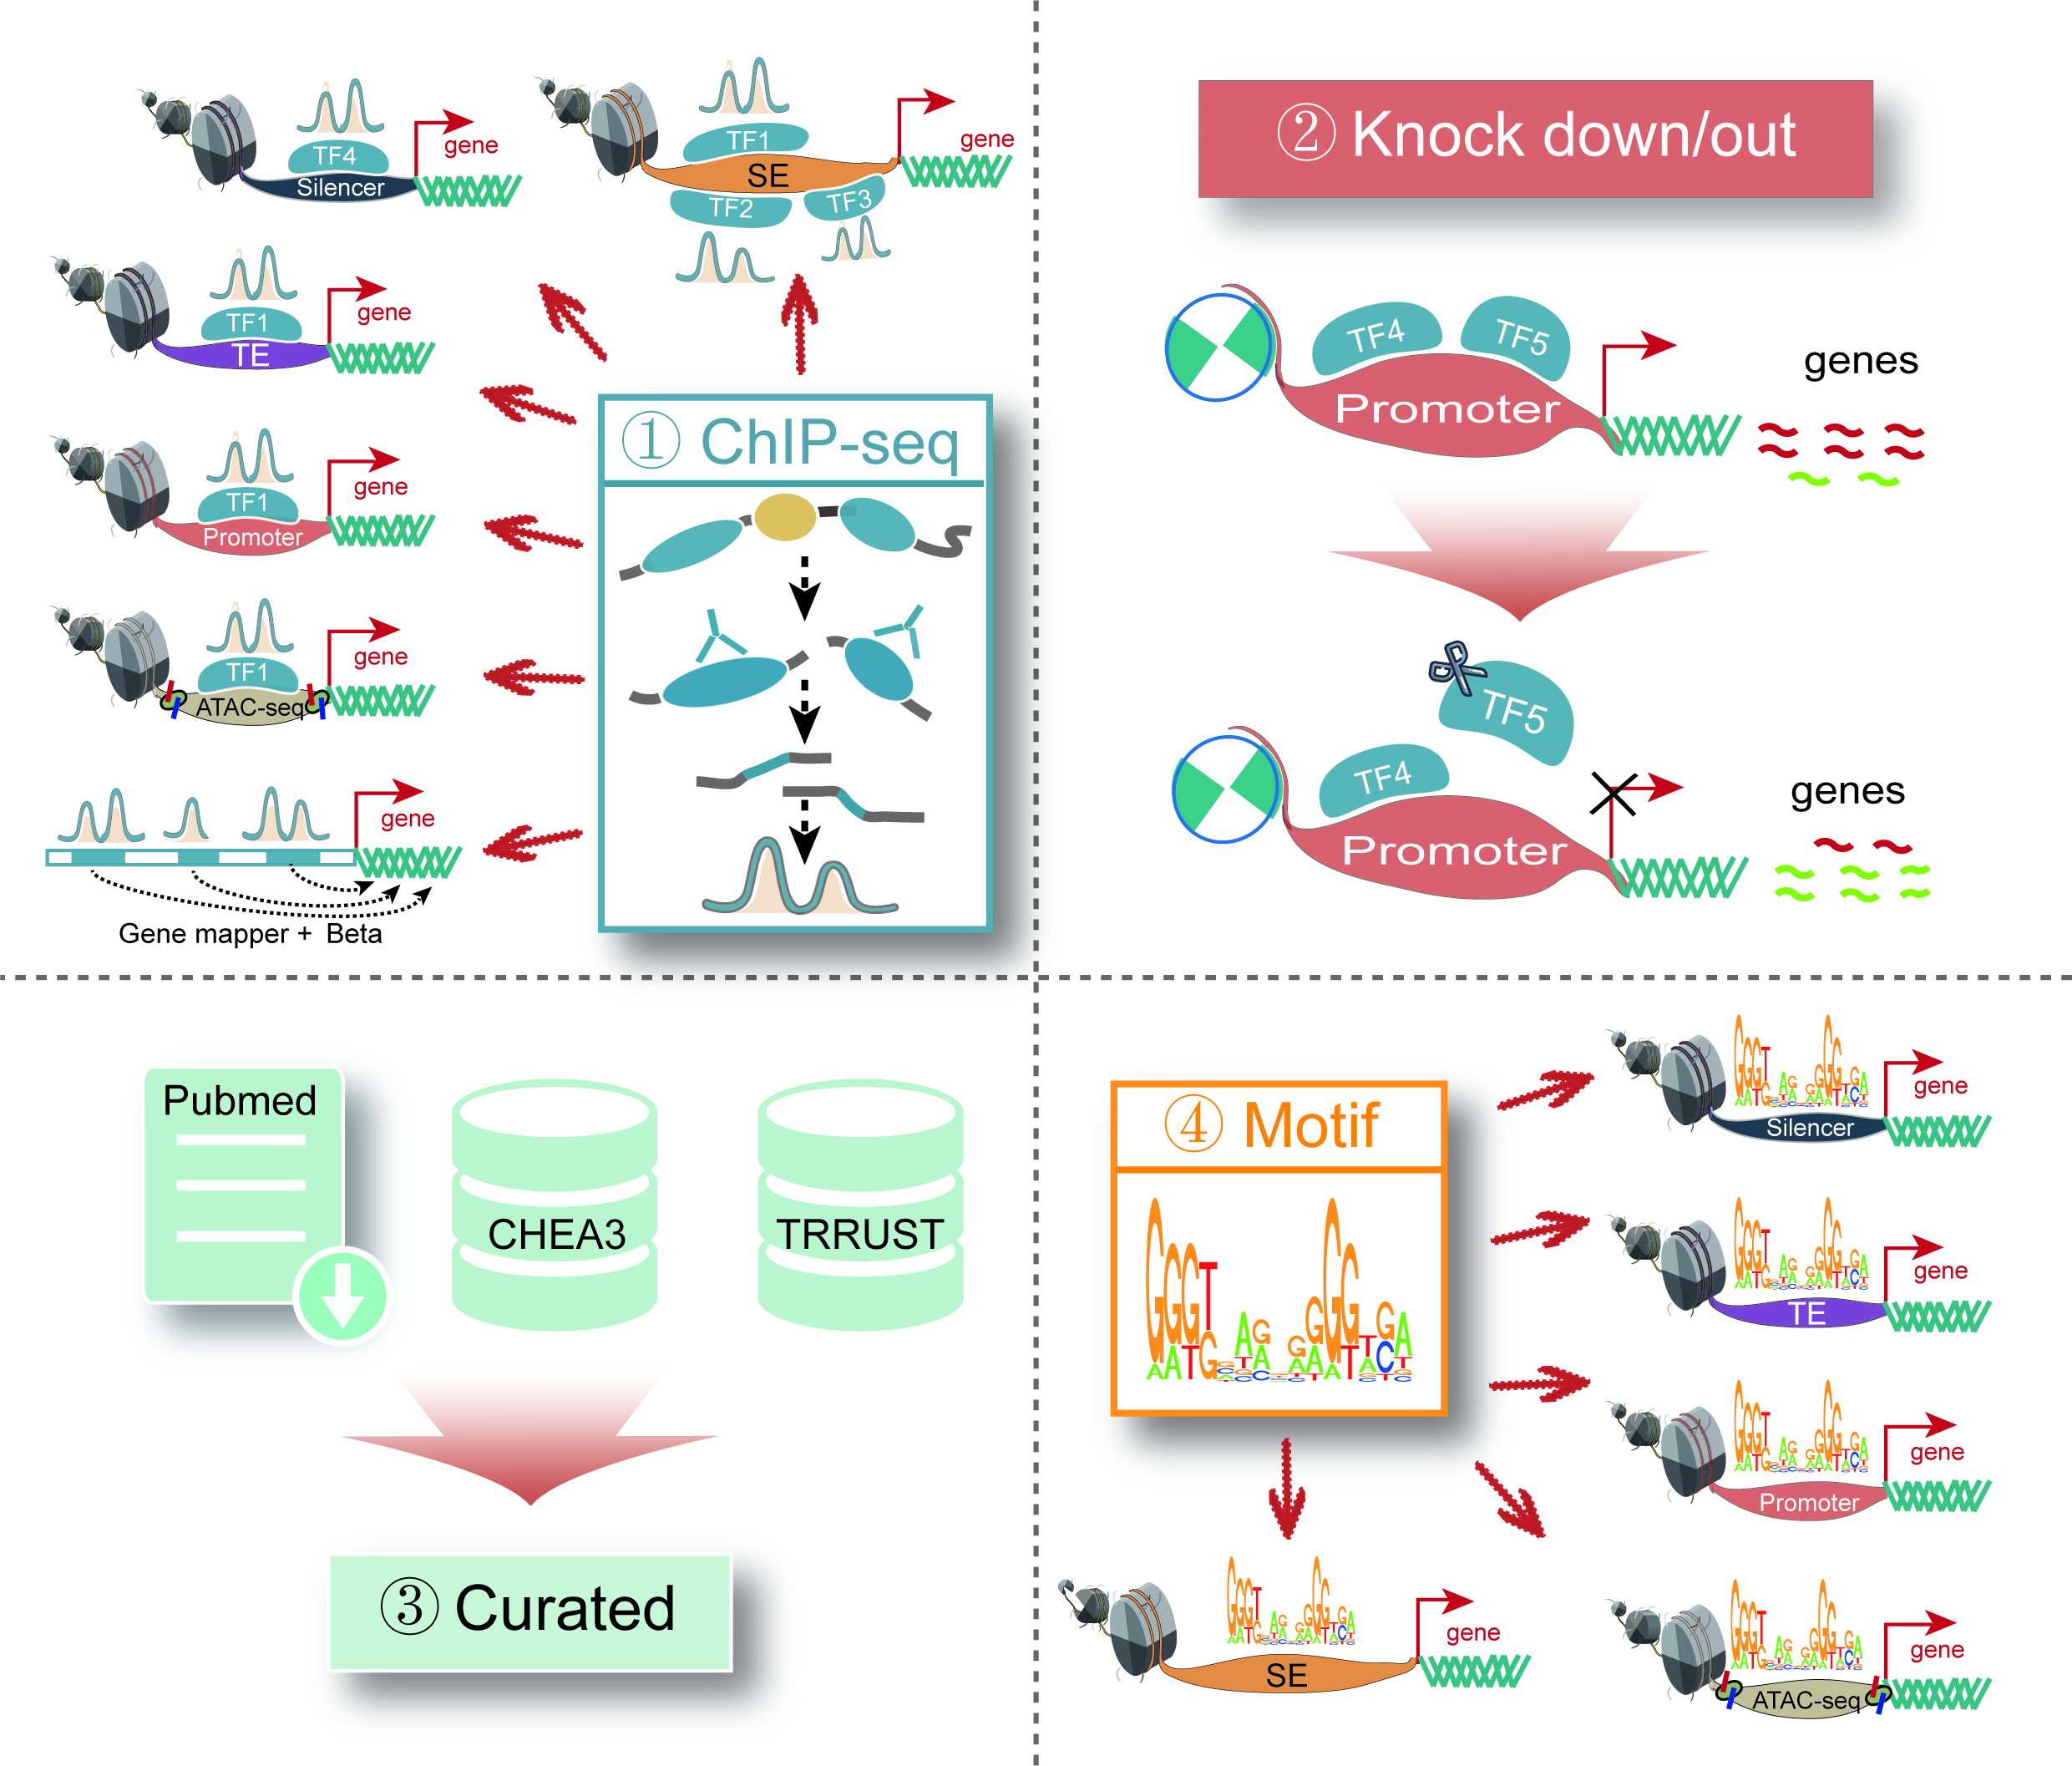 TF4
Silencer
gene
TF1
SE
TF2
TF3
gene
TF1
TE
gene
TF1
Promoter
gene
TF1
ATAC-seq
gene
gene
Gene mapper + Beta
① ChIP-seq
② Knock down/out
TF4
TF5
Promoter
genes
TF5
TF4
Promoter
genes
Pubmed
CHEA3
TRRUST
③ Curated
④ Motif
Silencer
gene
TE
gene
Promoter
gene
SE
gene
ATAC-seq
gene